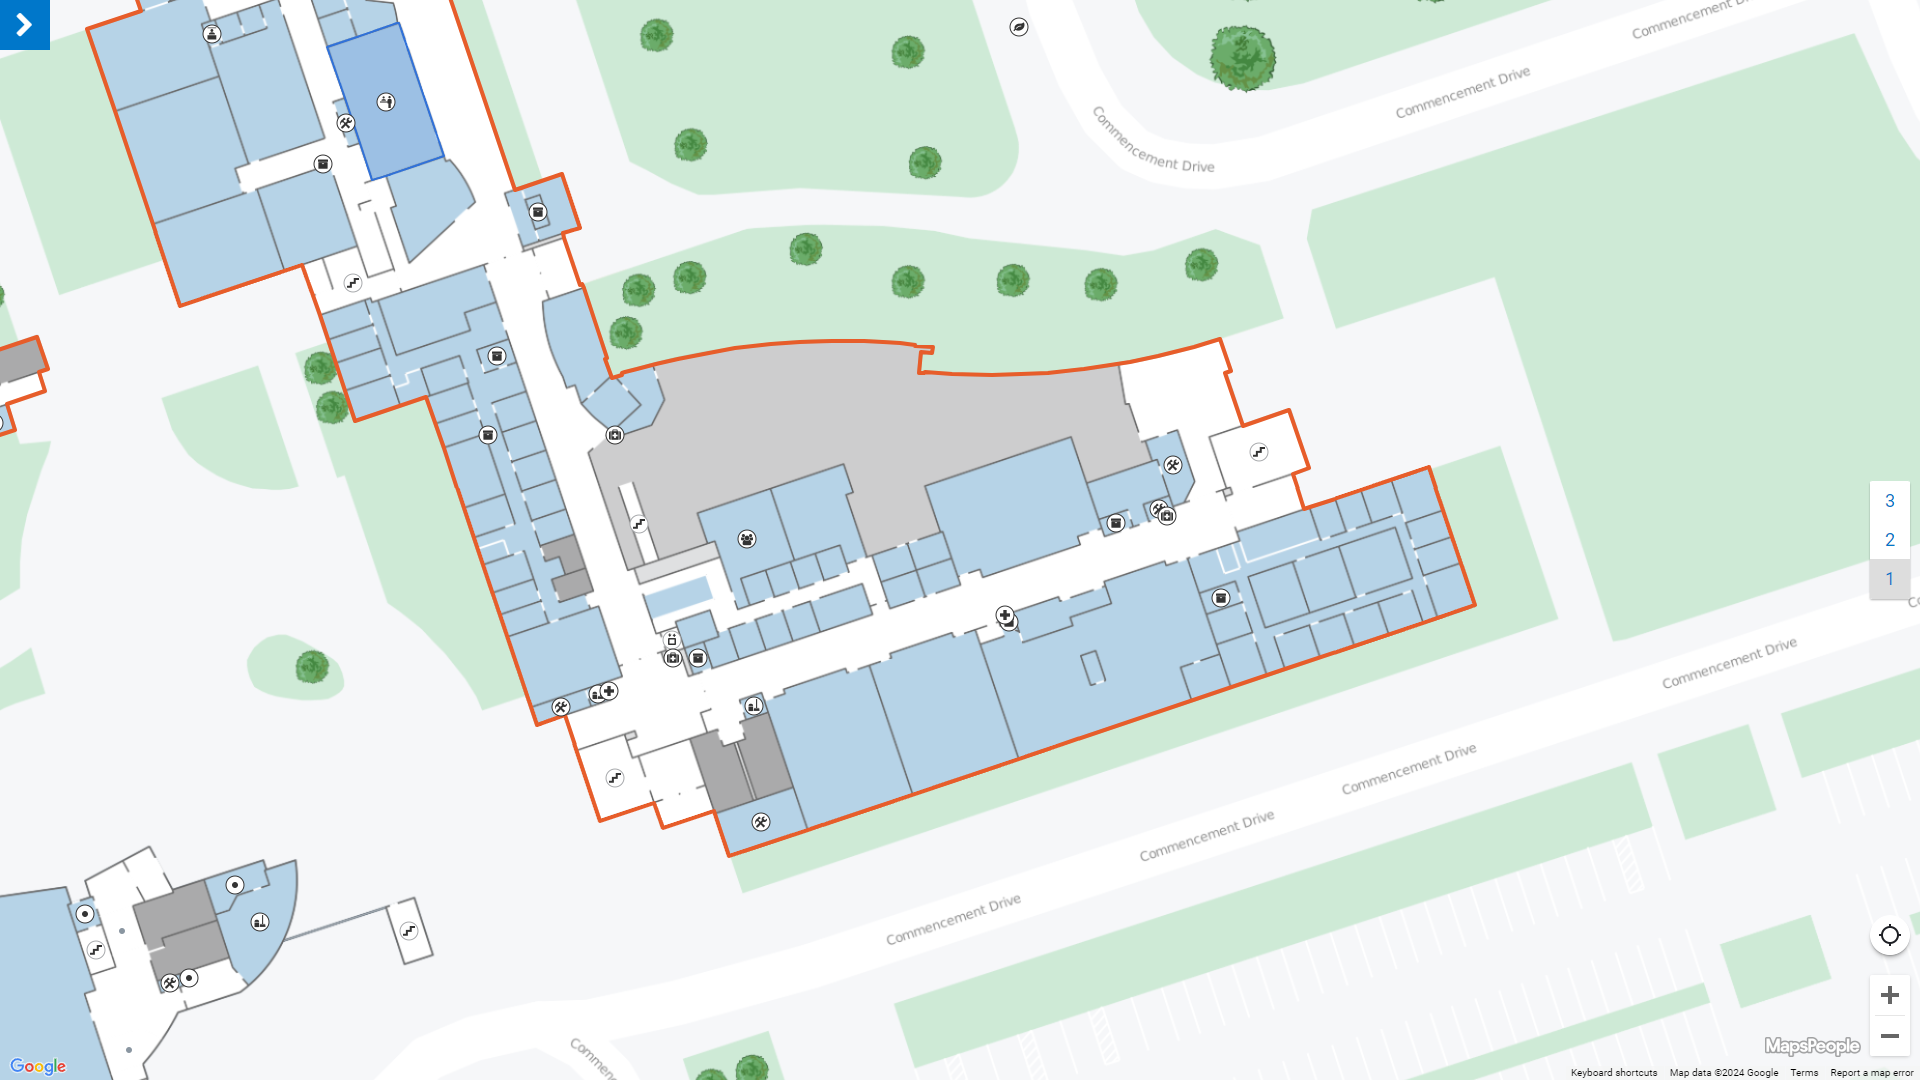 Commencement Drive
Commencement Drive
Commencement D
3
2
1
Commencement Drive
Commencement Drive
Commencement Drive
Commencement Drive
Commen
Google
MapsPeople
Keyboard shortcuts
Map data ©2024 Google
Terms
Report a map error